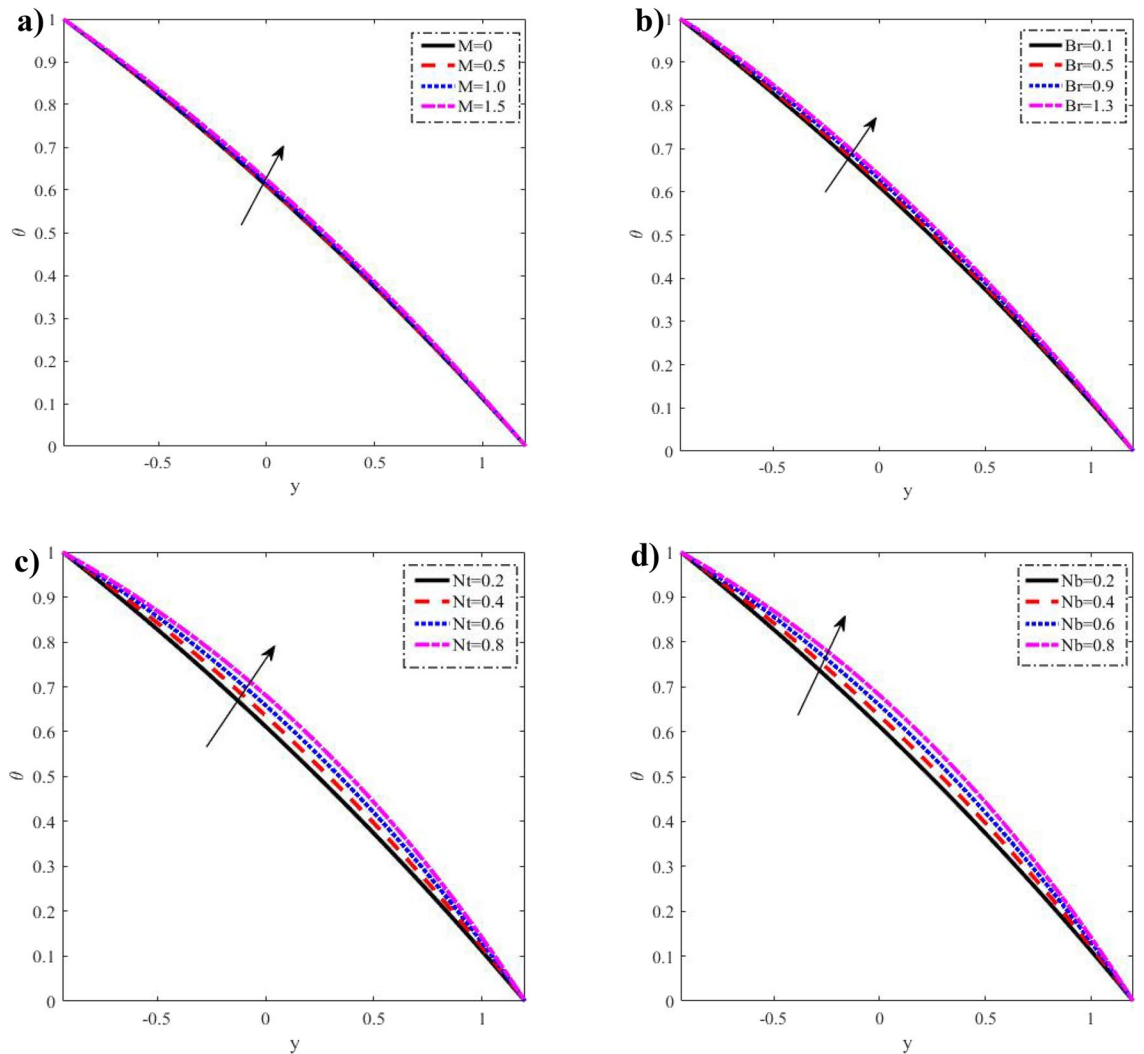 a)
1
0.9
0.8
0.7
0.6
0.5
0.4
0.3
0.2
0.1
0
θ
-0.5 0 0.5 1
y
M=0
M=0.5
M=1.0
M=1.5
b)
1
0.9
0.8
0.7
0.6
0.5
0.4
0.3
0.2
0.1
0
θ
-0.5 0 0.5 1
y
Br=0.1
Br=0.5
Br=0.9
Br=1.3
c)
1
0.9
0.8
0.7
0.6
0.5
0.4
0.3
0.2
0.1
0
θ
-0.5 0 0.5 1
y
Nt=0.2
Nt=0.4
Nt=0.6
Nt=0.8
d)
1
0.9
0.8
0.7
0.6
0.5
0.4
0.3
0.2
0.1
0
θ
-0.5 0 0.5 1
y
Nb=0.2
Nb=0.4
Nb=0.6
Nb=0.8